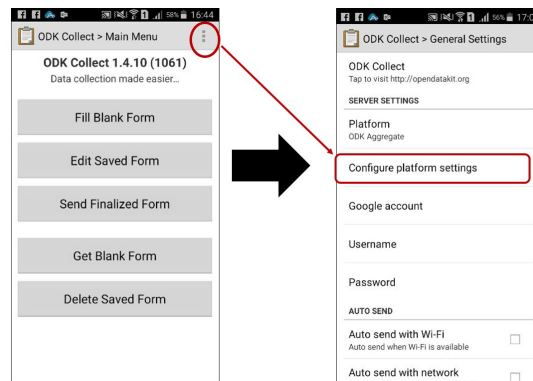 58% 16:44
ODK Collect > Main Menu
ODK Collect 1.4.10 (1061)
Data collection made easier...
Fill Blank Form
Edit Saved Form
Send Finalized Form
Get Blank Form
Delete Saved Form
56% 17:0
ODK Collect > General Settings
ODK Collect
Tap to visit http://opendatakit.org
SERVER SETTINGS
Platform
ODK Aggregate
Configure platform settings
Google account
Username
Password
AUTO SEND
Auto send with Wi-Fi
Auto send when Wi-Fi is available
Auto send with network